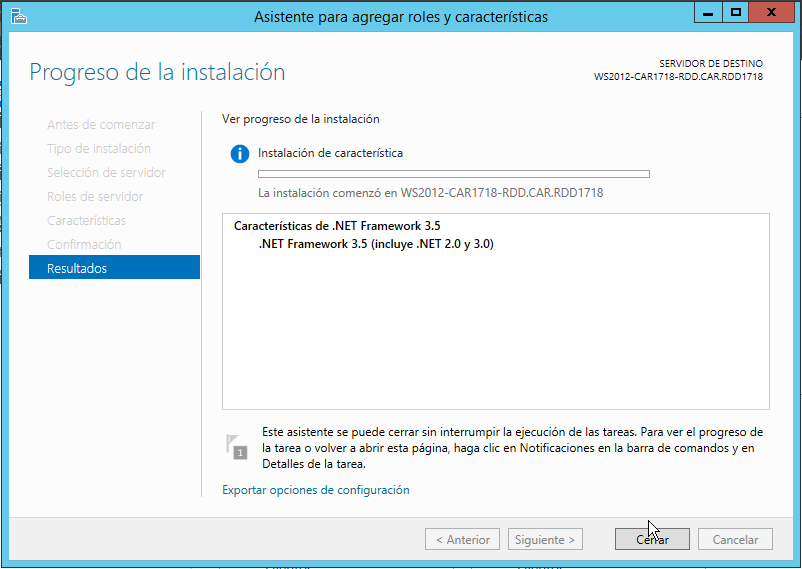 Asistente para agregar roles y características
Progreso de la instalación
SERVIDOR DE DESTINO
WS2012-CAR1718-RDD.CAR.RDD1718
Antes de comenzar
Tipo de instalación
Selección de servidor
Roles de servidor
Características
Confirmación
Resultados
Ver progreso de la instalación
Instalación de característica
La instalación comenzó en WS2012-CAR1718-RDD.CAR.RDD1718
Características de .NET Framework 3.5
.NET Framework 3.5 (incluye .NET 2.0 y 3.0)
1
Este asistente se puede cerrar sin interrumpir la ejecución de las tareas. Para ver el progreso de
la tarea o volver a abrir esta página, haga clic en Notificaciones en la barra de comandos y en
Detalles de la tarea.
Exportar opciones de configuración
< Anterior
Siguiente >
Cerrar
Cancelar